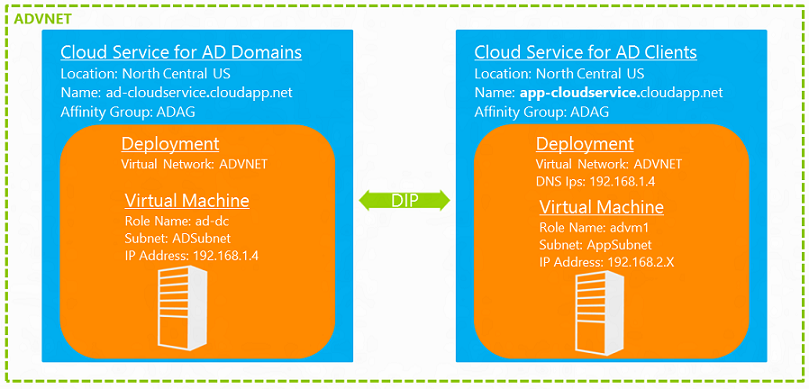 ADVNET
Cloud Service for AD Domains
Location: North Central US
Name: ad-cloudservice.cloudapp.net
Affinity Group: ADAG
Deployment
Virtual Network: ADVNET
Virtual Machine
Role Name: ad-dc
Subnet: ADSubnet
IP Address: 192.168.1.4
DIP
Cloud Service for AD Clients
Location: North Central US
Name: app-cloudservice.cloudapp.net
Affinity Group: ADAG
Deployment
Virtual Network: ADVNET
DNS Ips: 192.168.1.4
Virtual Machine
Role Name: advm1
Subnet: AppSubnet
IP Address: 192.168.2.X